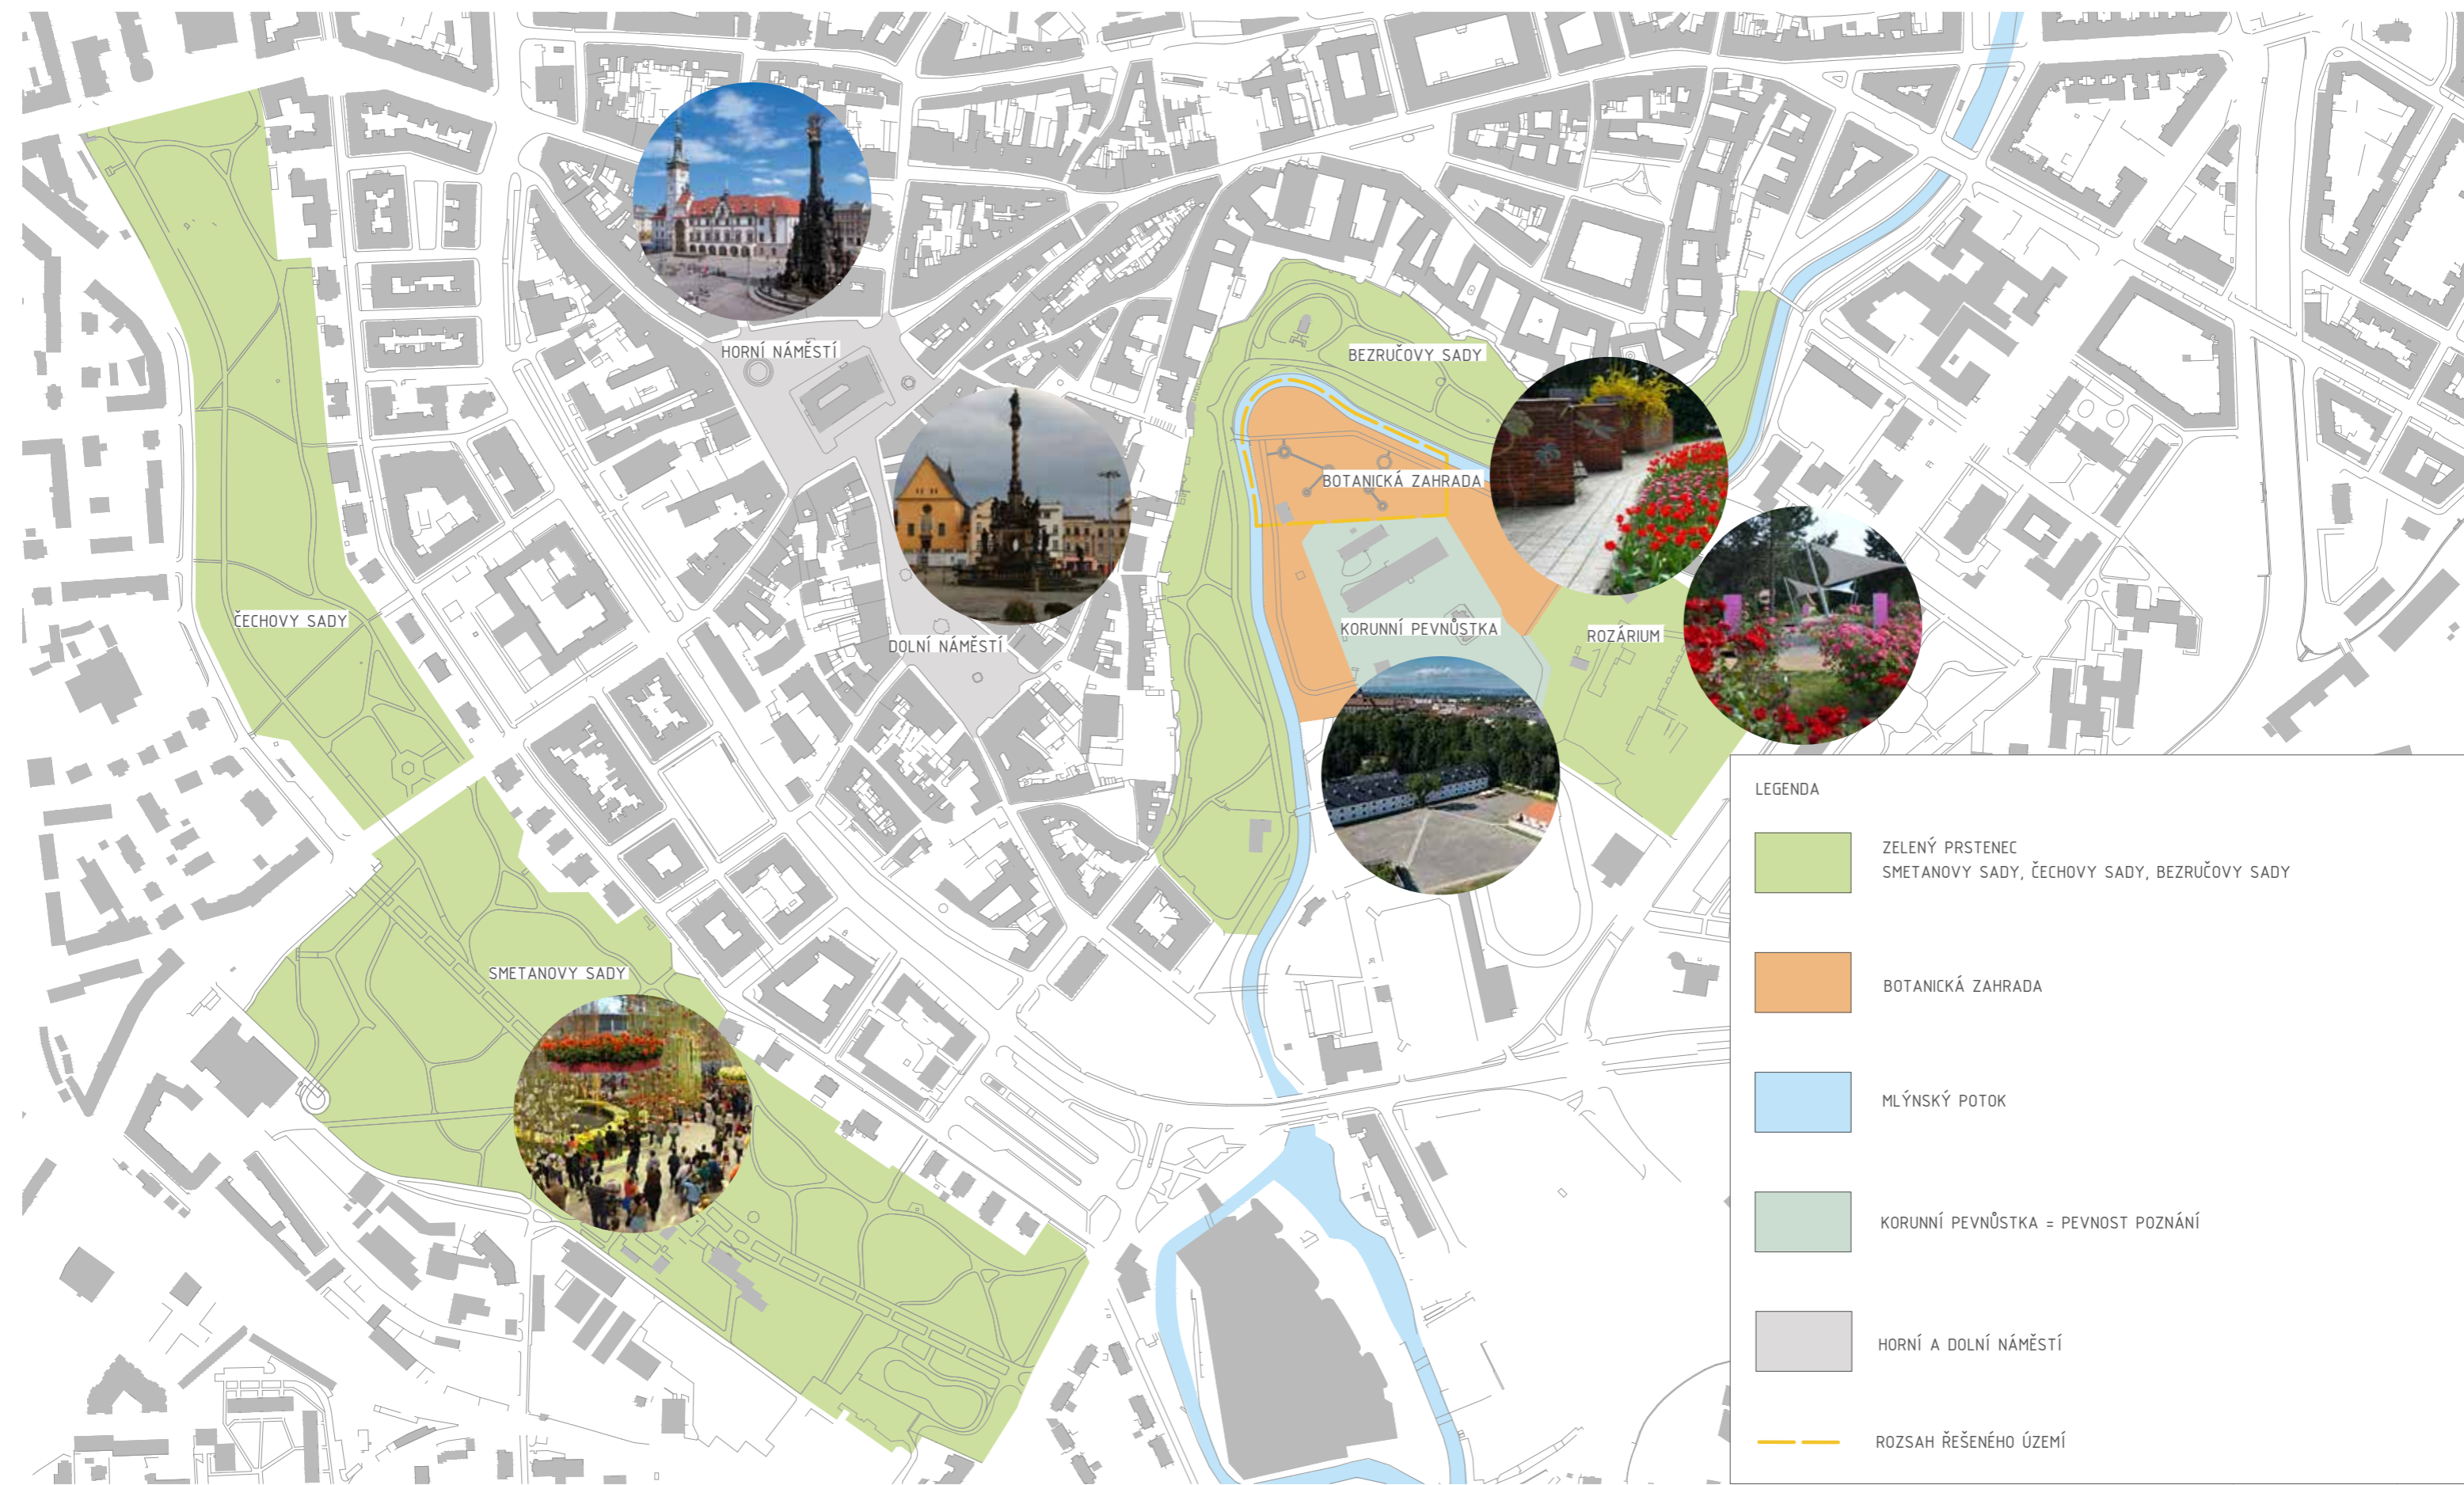 HORNÍ NÁMĚSTÍ
BEZRUČOVY SADY
BOTANICKÁ ZAHRADA
ČECHOVY SADY
KORUNNÍ PEVNŮSTKA
ROZÁRIUM
DOLNÍ NÁMĚSTÍ
SMETANOVY SADY
LEGENDA
ZELENÝ PRSTENEC
SMETANOVY SADY, ČECHOVY SADY, BEZRUČOVY SADY
BOTANICKÁ ZAHRADA
MLÝNSKÝ POTOK
KORUNNÍ PEVNŮSTKA = PEVNOST POZNÁNÍ
HORNÍ A DOLNÍ NÁMĚSTÍ
ROZSAH ŘEŠENÉHO ÚZEMÍ